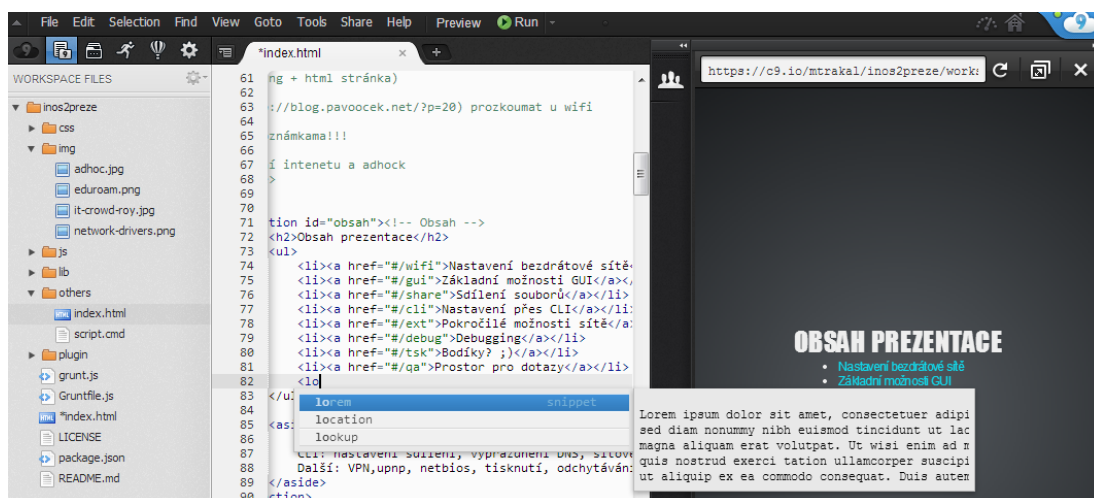 File Edit Selection Find View Goto Tools Share Help Preview Run
*index.html
WORKSPACE FILES
inos2preze
css
img
adhoc.jpg
eduroam.png
it-crowd-roy.jpg
network-drivers.png
js
lib
others
index.html
script.cmd
plugin
grunt.js
Gruntfile.js
*index.html
LICENSE
package.json
README.md
61 ng + html stránka)
62
63 ://blog.pavoocek.net/?p=20) prozkoumat u wifi
64
65 známkama!!!
66
67 í intenetu a adhock
68 >
69
70
71 tion id="obsah"><!-- Obsah -->
72 <h2>Obsah prezentace</h2>
73 <ul>
74 <li><a href="#/wifi">Nastavení bezdrátové sítě<
75 <li><a href="#/gui">Základní možnosti GUI</a></
76 <li><a href="#/share">Sdílení souborů</a></li>
77 <li><a href="#/cli">Nastavení přes CLI</a></li>
78 <li><a href="#/ext">Pokročilé možnosti sítě</a>
79 <li><a href="#/debug">Debugging</a></li>
80 <li><a href="#/tsk">Bodíky? ;)</a></li>
81 <li><a href="#/qa">Prostor pro dotazy</a></li>
82 <lo
83 </ul
84
85 <asi
86
87 CLI: nastavení sdílení, vyprázdnění DNS, síťové
88 Další: VPN,upnp, netbios, tisknutí, odchytávání
89 </aside>
90 ction>
lorem snippet
location
lookup
Lorem ipsum dolor sit amet, consectetuer adipi
sed diam nonummy nibh euismod tincidunt ut lao
magna aliquam erat volutpat. Ut wisi enim ad m
quis nostrud exerci tation ullamcorper suscipi
ut aliquip ex ea commodo consequat. Duis autem
https://c9.io/mtrakal/inos2preze/works
9
OBSAH PREZENTACE
Nastavení bezdrátové sítě
Základní možnosti GUI